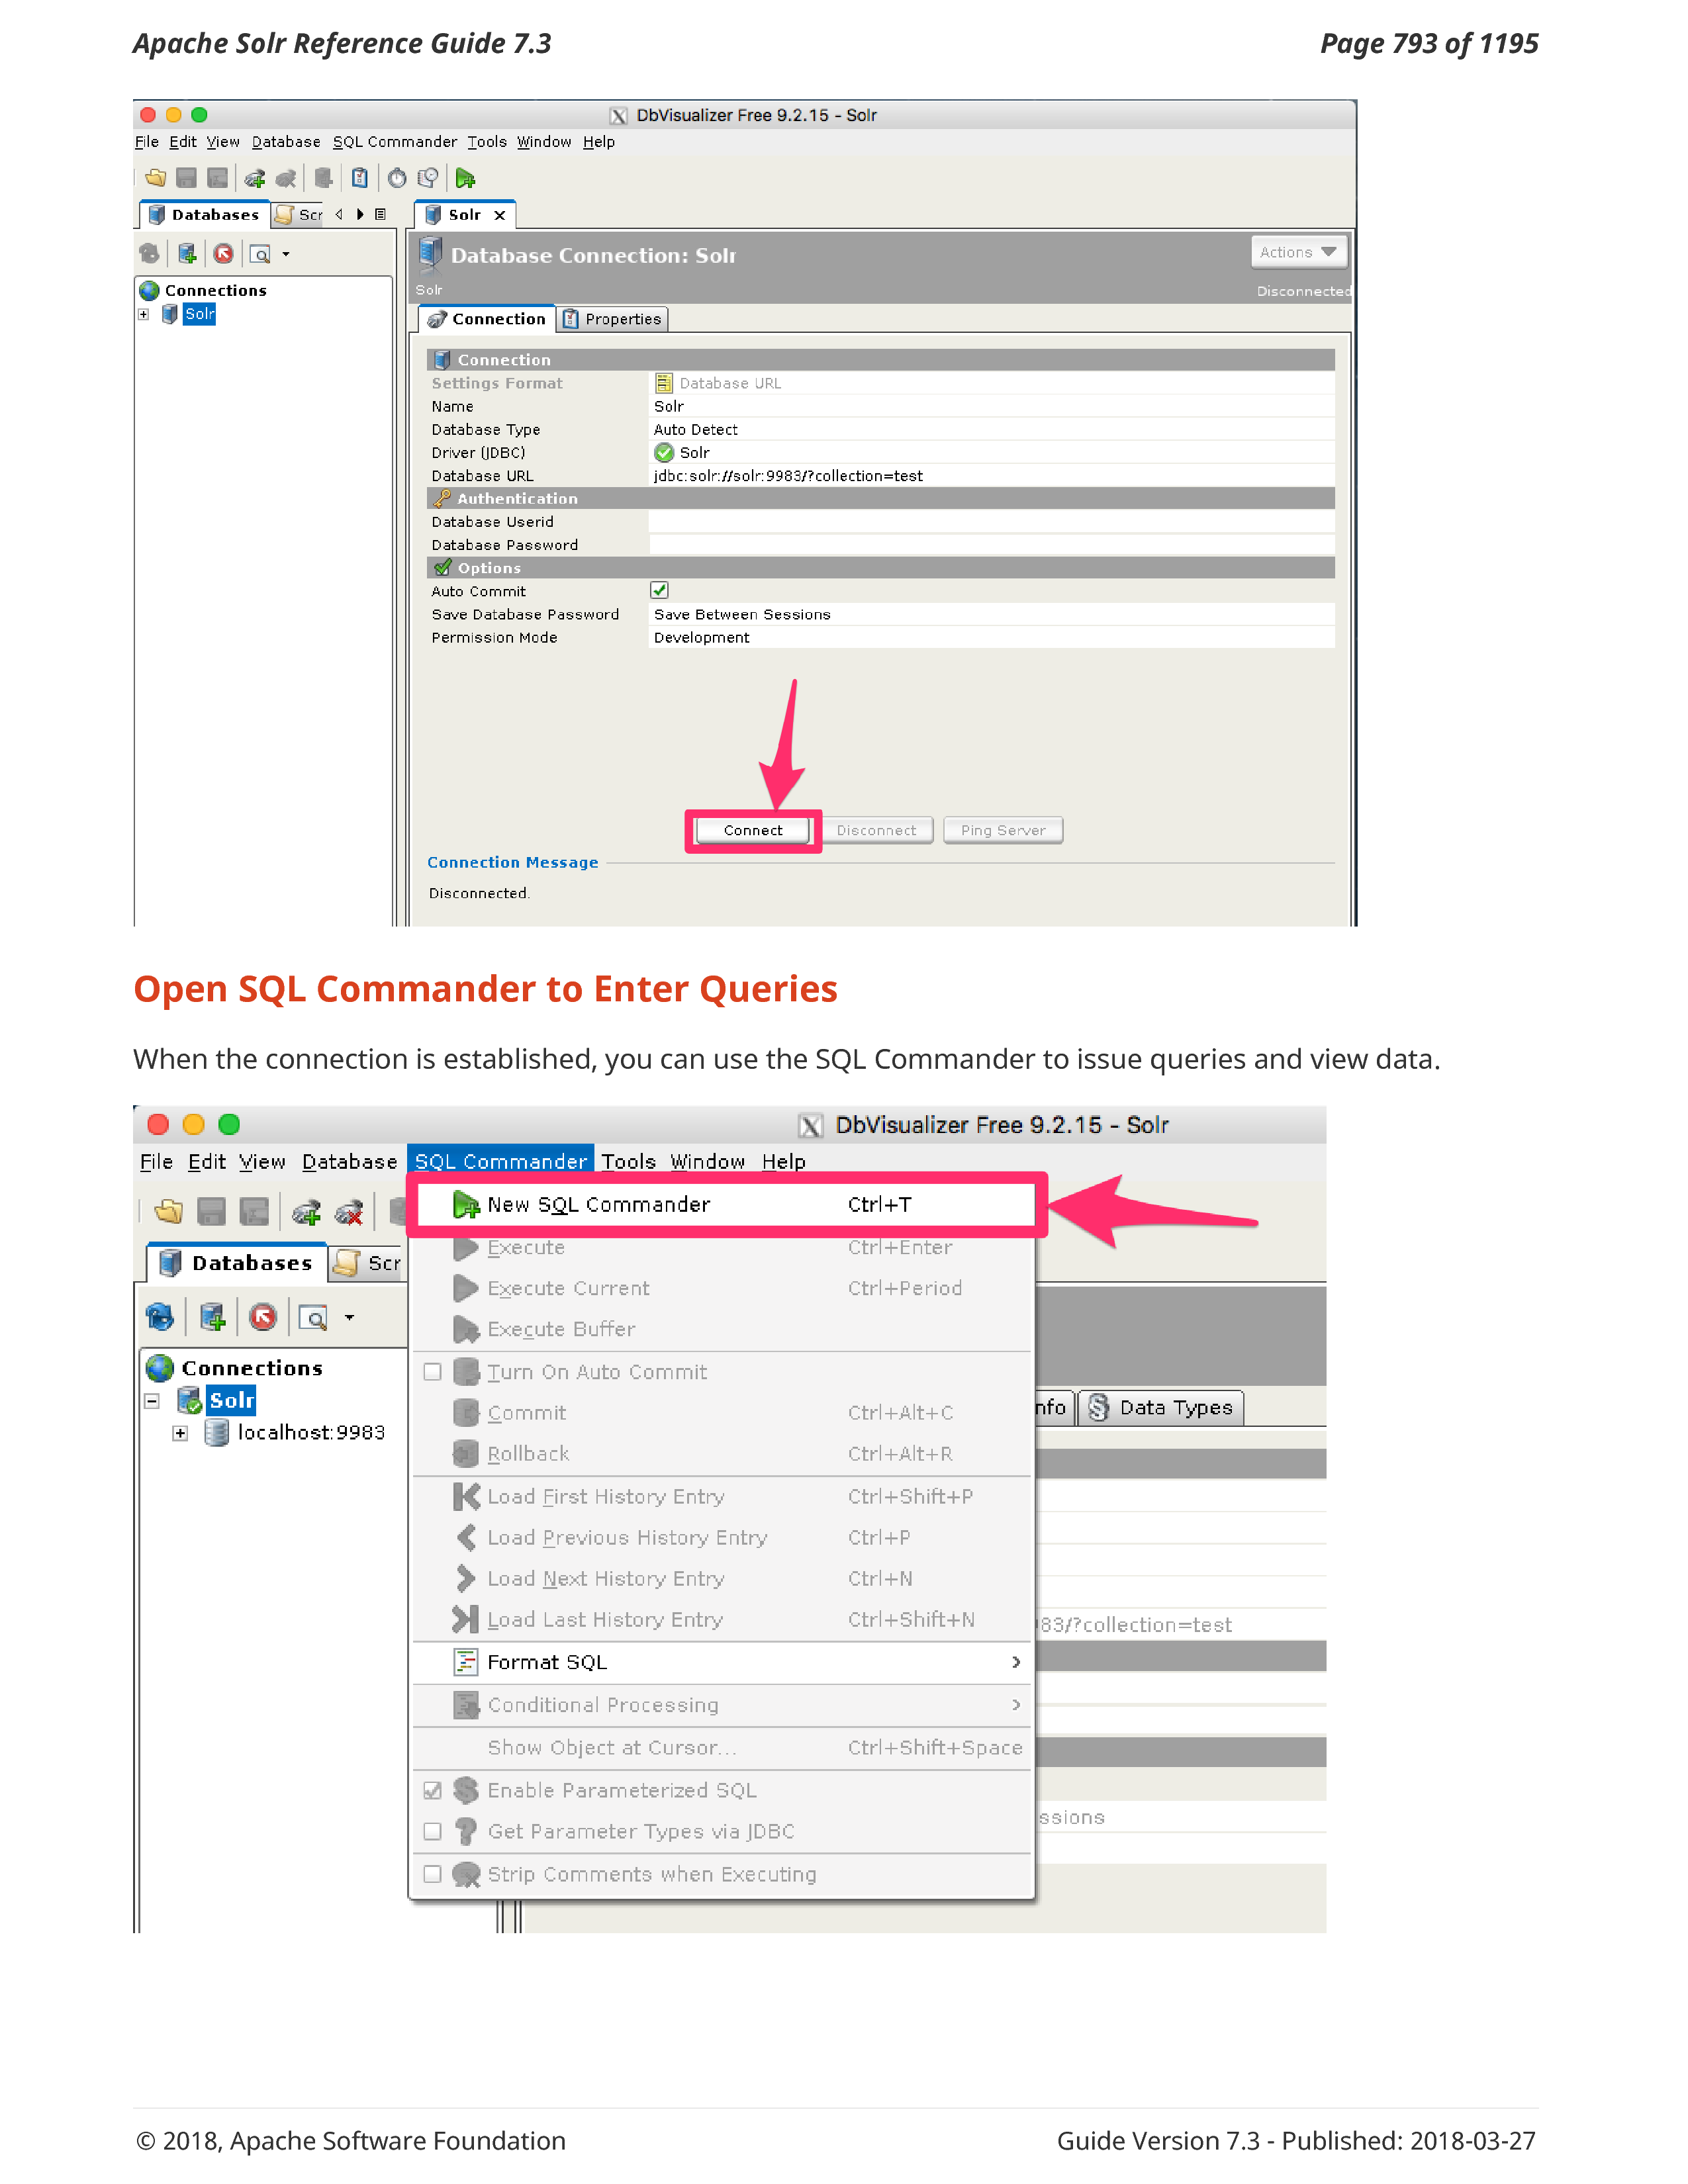 Apache Solr Reference Guide 7.3
Page 793 of 1195
DbVisualizer Free 9.2.15 - Solr
File Edit View Database SQL Commander Tools Window Help
Databases Scr Solr
Database Connection: Solr Actions
Solr Disconnected
Connections
Solr
Connection Properties
Connection
Settings Format Database URL
Name Solr
Database Type Auto Detect
Driver (JDBC) Solr
Database URL jdbc:solr://solr:9983/?collection=test
Authentication
Database Userid
Database Password
Options
Auto Commit
Save Database Password Save Between Sessions
Permission Mode Development
Connect Disconnect Ping Server
Connection Message
Disconnected.
Open SQL Commander to Enter Queries
When the connection is established, you can use the SQL Commander to issue queries and view data.
DbVisualizer Free 9.2.15 - Solr
File Edit View Database SQL Commander Tools Window Help
Databases Scr
Connections
Solr
localhost:9983
New SQL Commander Ctrl+T
Execute Ctrl+Enter
Execute Current Ctrl+Period
Execute Buffer
Turn On Auto Commit
Commit Ctrl+Alt+C
Rollback Ctrl+Alt+R
Load First History Entry Ctrl+Shift+P
Load Previous History Entry Ctrl+P
Load Next History Entry Ctrl+N
Load Last History Entry Ctrl+Shift+N
Format SQL
Conditional Processing
Show Object at Cursor... Ctrl+Shift+Space
Enable Parameterized SQL
Get Parameter Types via JDBC
Strip Comments when Executing
nfo Data Types
983/?collection=test
ssions
© 2018, Apache Software Foundation
Guide Version 7.3 - Published: 2018-03-27